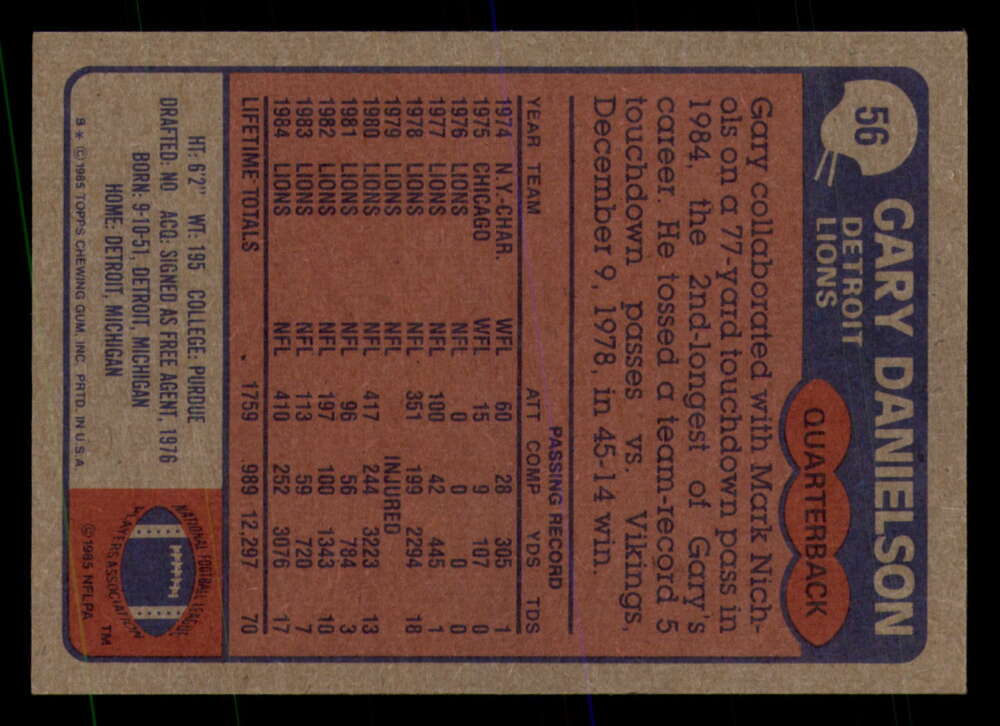 56
GARY DANIELSON
DETROIT
LIONS
QUARTERBACK
Gary collaborated with Mark Nich-
ols on a 77-yard touchdown pass in
1984, the 2nd-longest of Gary's
career. He tossed a team-record 5
touchdown passes vs. Vikings,
December 9, 1978, in 45-14 win.
PASSING RECORD
YEAR TEAM ATT COMP YDS TDS
1974 N.Y.-CHAR. WFL 60 28 305 1
1975 CHICAGO WFL 15 9 107 0
1976 LIONS NFL 0 0 0 0
1977 LIONS NFL 100 42 445 1
1978 LIONS NFL 351 199 2294 18
1979 LIONS NFL INJURED
1980 LIONS NFL 417 244 3223 13
1981 LIONS NFL 96 56 784 3
1982 LIONS NFL 197 100 1343 10
1983 LIONS NFL 113 59 720 7
1984 LIONS NFL 410 252 3076 17
LIFETIME TOTALS 1759 989 12,297 70
HT: 6'2" WT: 195 COLLEGE: PURDUE
DRAFTED: NO ACQ: SIGNED AS FREE AGENT, 1976
BORN: 9-10-51, DETROIT, MICHIGAN
HOME: DETROIT, MICHIGAN
B* © 1985 TOPPS CHEWING GUM, INC. PRTD. IN U.S.A.
NATIONAL FOOTBALL LEAGUE
PLAYERS ASSOCIATION
TM
© 1985 NFLPA